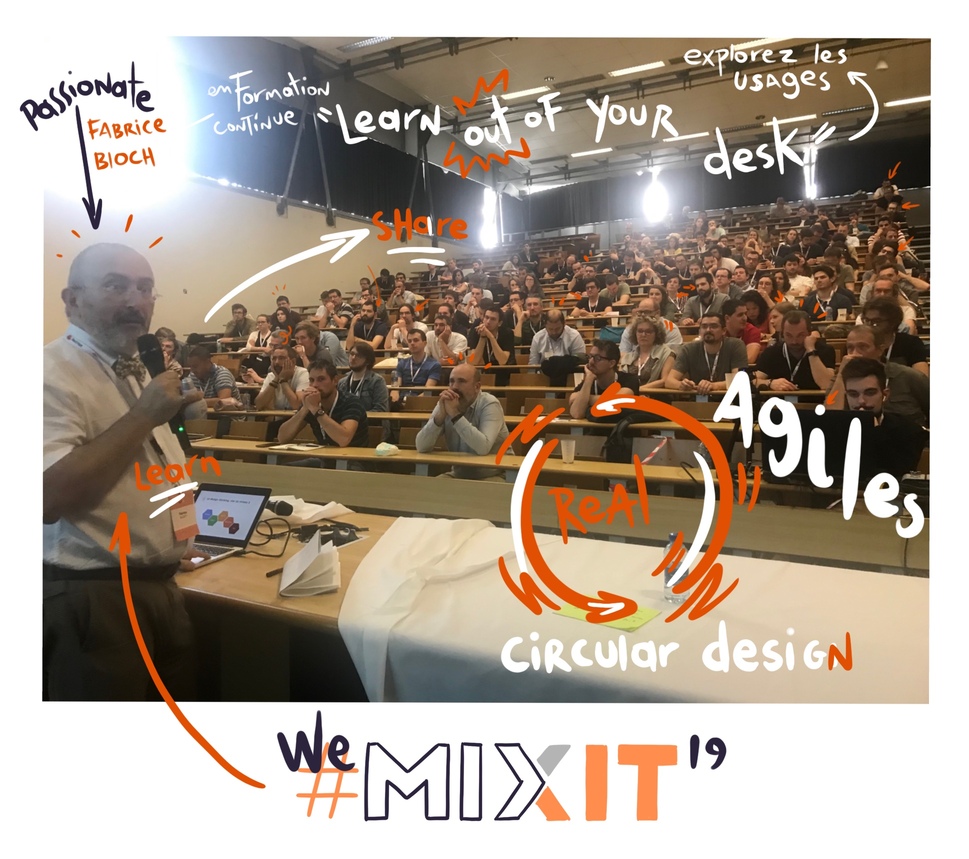 Passionate
FABRICE
BLOCH
en Formation
continue
"Learn out of your
desk"
explorez les
usages
Share
Learn
Agiles
Real
circular design
We
#MIXIT'19